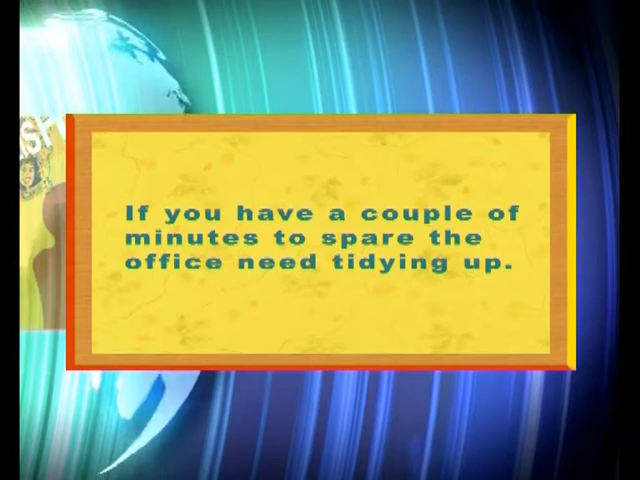 If you have a couple of
minutes to spare the
office need tidying up.